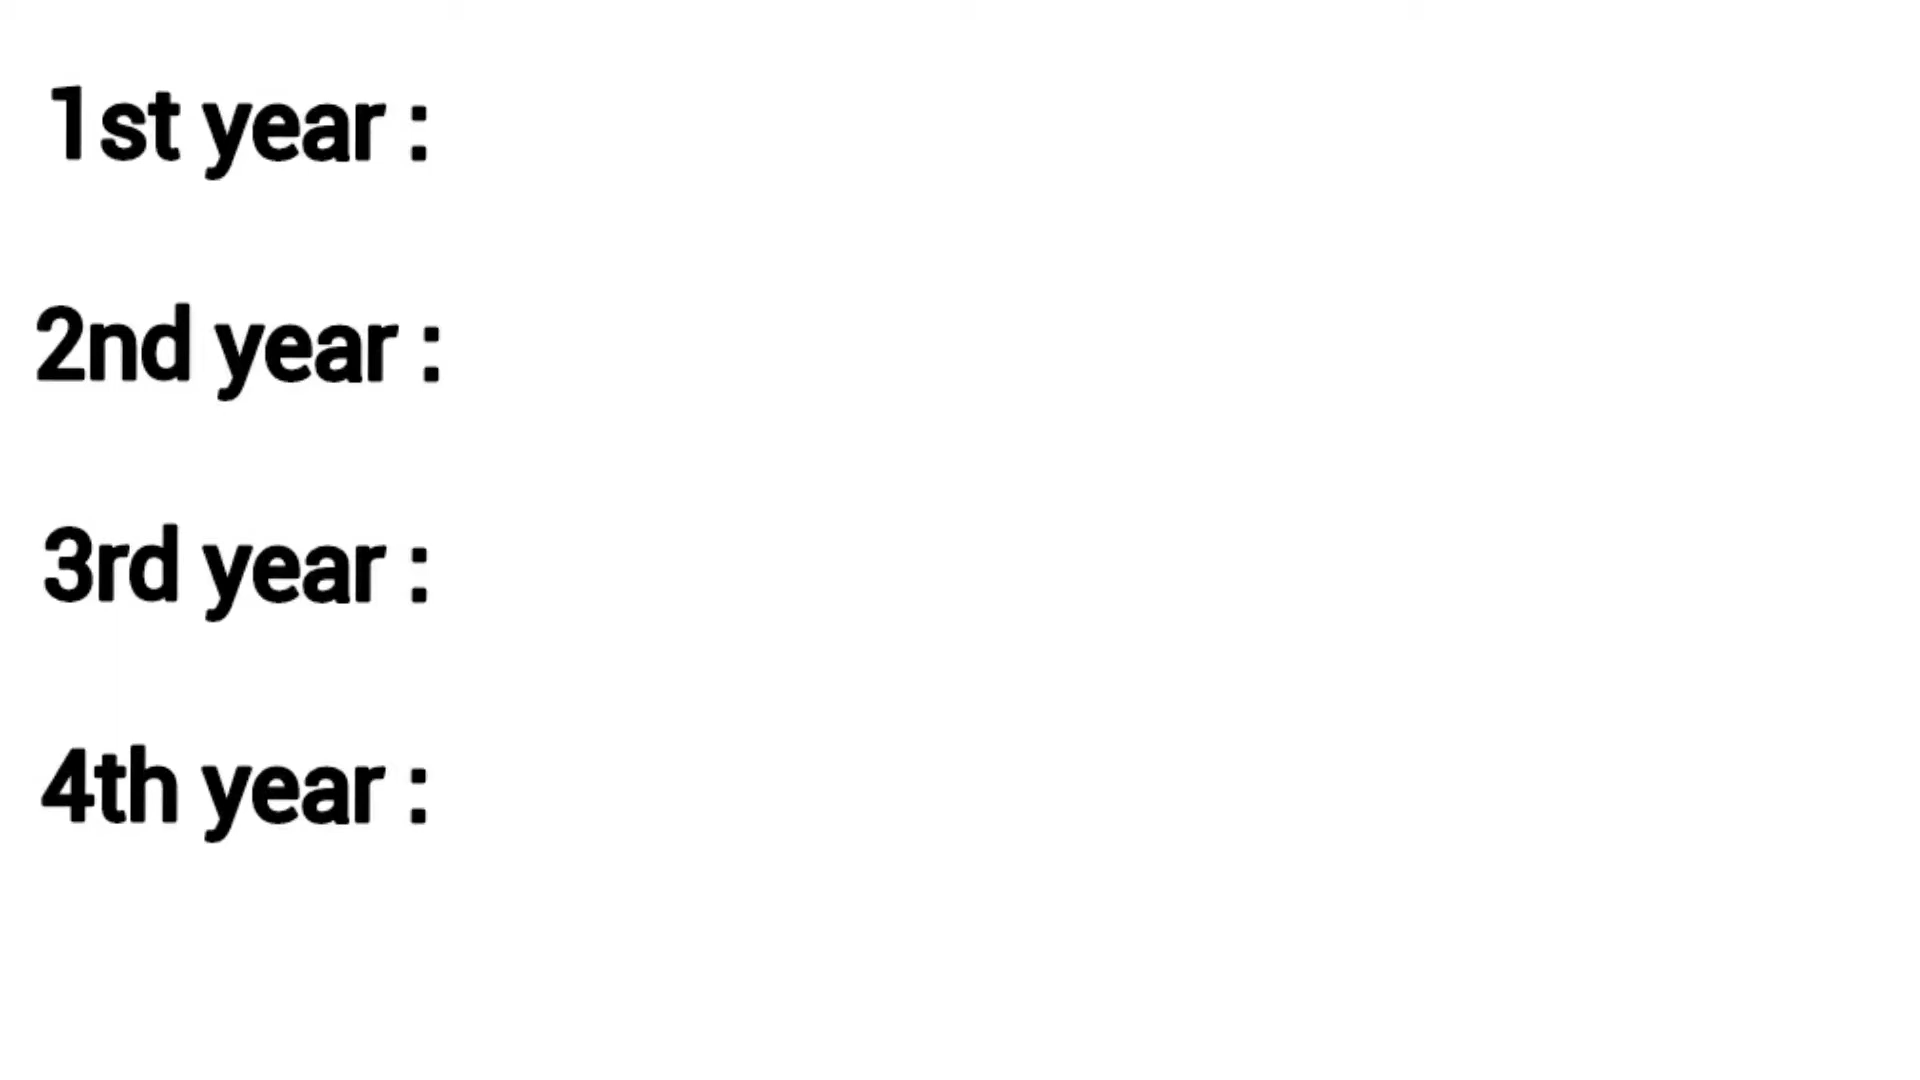 1st year :
2nd year :
3rd year :
4th year :